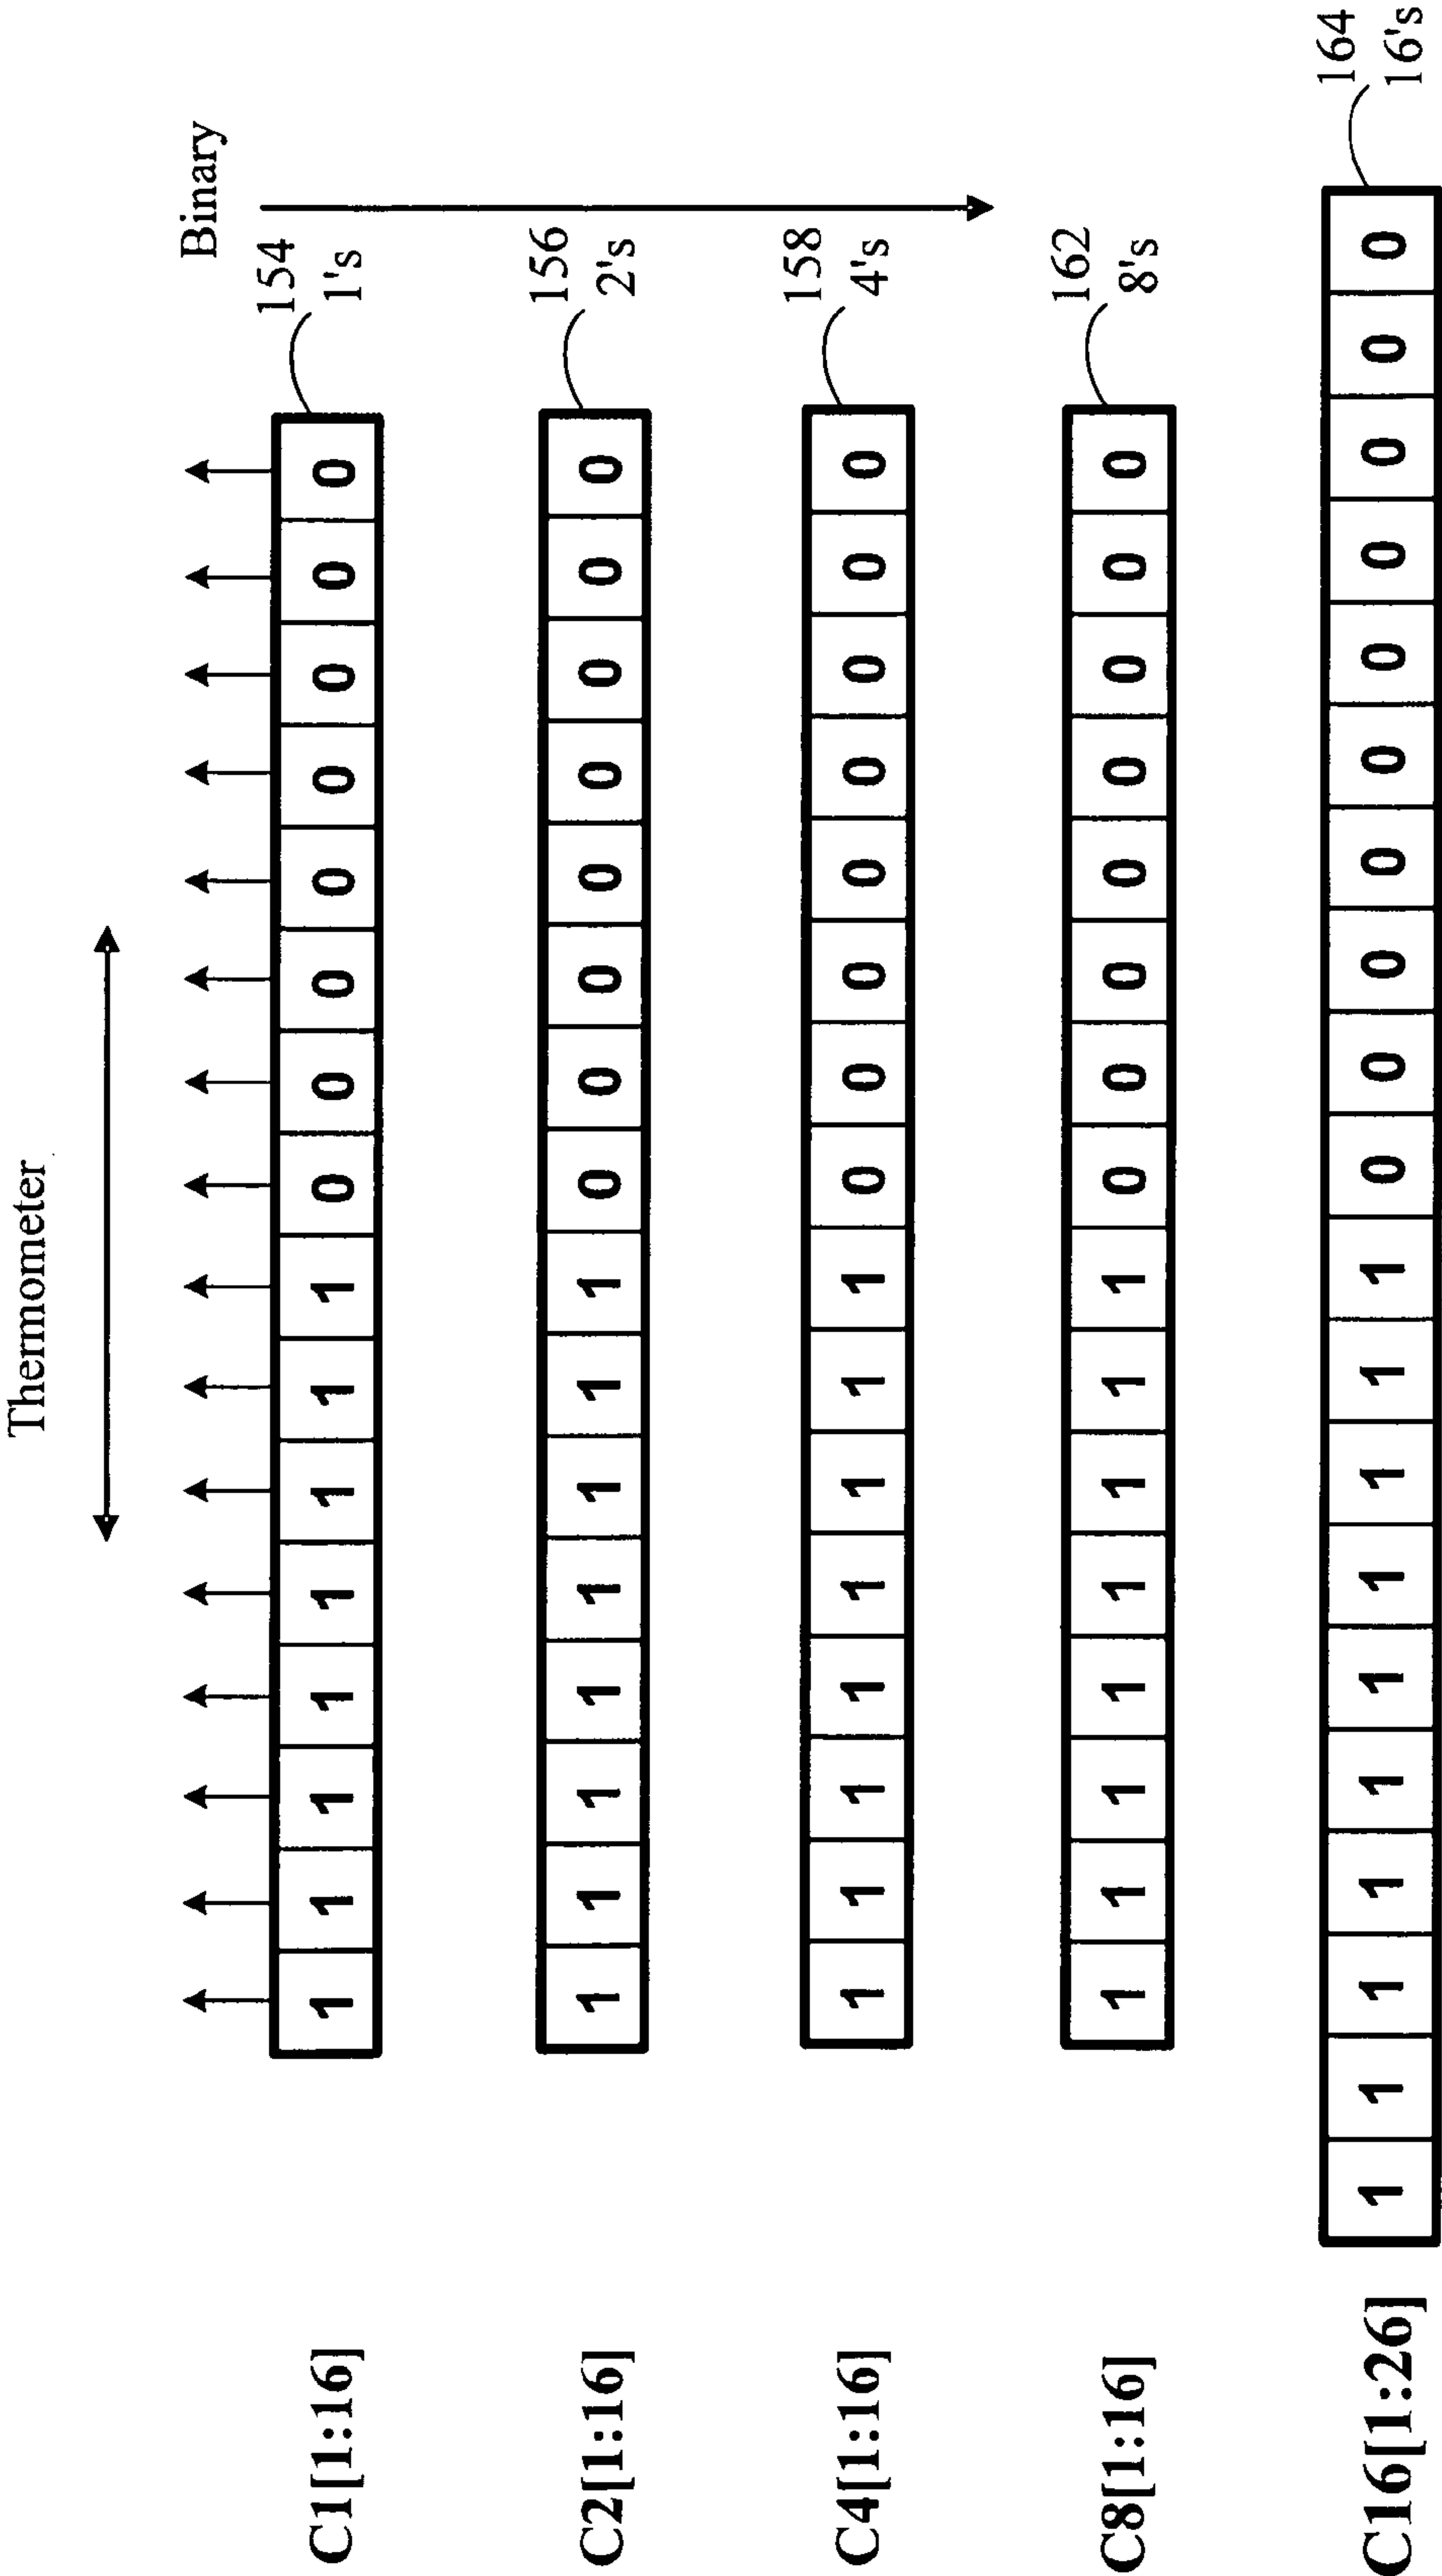 Thermometer
Binary
154
C1[1:16] 1 1 1 1 1 1 1 1 0 0 0 0 0 0 0 0 1's
156
C2[1:16] 1 1 1 1 1 1 1 1 0 0 0 0 0 0 0 0 2's
158
C4[1:16] 1 1 1 1 1 1 1 1 0 0 0 0 0 0 0 0 4's
162
C8[1:16] 1 1 1 1 1 1 1 1 0 0 0 0 0 0 0 0 8's
164
C16[1:26] 1 1 1 1 1 1 1 1 1 1 0 0 0 0 0 0 0 0 0 0 16's